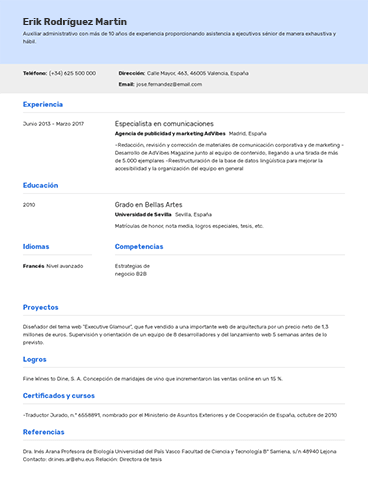 Erik Rodríguez Martín
Auxiliar administrativo con más de 10 años de experiencia proporcionando asistencia a ejecutivos sénior de manera exhaustiva y
hábil.
Teléfono: (+34) 625 500 000
Dirección: Calle Mayor, 463, 46005 Valencia, España
Email: jose.fernandez@email.com
Experiencia
Junio 2013 – Marzo 2017
Especialista en comunicaciones
Agencia de publicidad y marketing AdVibes Madrid, España
-Redacción, revisión y corrección de materiales de comunicación corporativa y de marketing -
Desarrollo de AdVibes Magazine junto al equipo de contenido, llegando a una tirada de más
de 5.000 ejemplares -Reestructuración de la base de datos lingüística para mejorar la
accesibilidad y la organización del equipo en general
Educación
2010
Grado en Bellas Artes
Universidad de Sevilla Sevilla, España
Matrículas de honor, nota media, logros especiales, tesis, etc.
Idiomas
Francés Nivel avanzado
Competencias
Estrategias de
negocio B2B
Proyectos
Diseñador del tema web "Executive Glamour", que fue vendido a una importante web de arquitectura por un precio neto de 1,3
millones de euros. Supervisión y orientación de un equipo de 8 desarrolladores y del lanzamiento web 5 semanas antes de lo
previsto.
Logros
Fine Wines to Dine, S. A. Concepción de maridajes de vino que incrementaron las ventas online en un 15 %.
Certificados y cursos
-Traductor Jurado, n.º 6558891, nombrado por el Ministerio de Asuntos Exteriores y de Cooperación de España, octubre de 2010
Referencias
Dra. Inés Arana Profesora de Biología Universidad del País Vasco Facultad de Ciencia y Tecnología Bº Sarriena, s/n 48940 Lejona
Contacto: dr.ines.ar@ehu.eus Relación: Directora de tesis